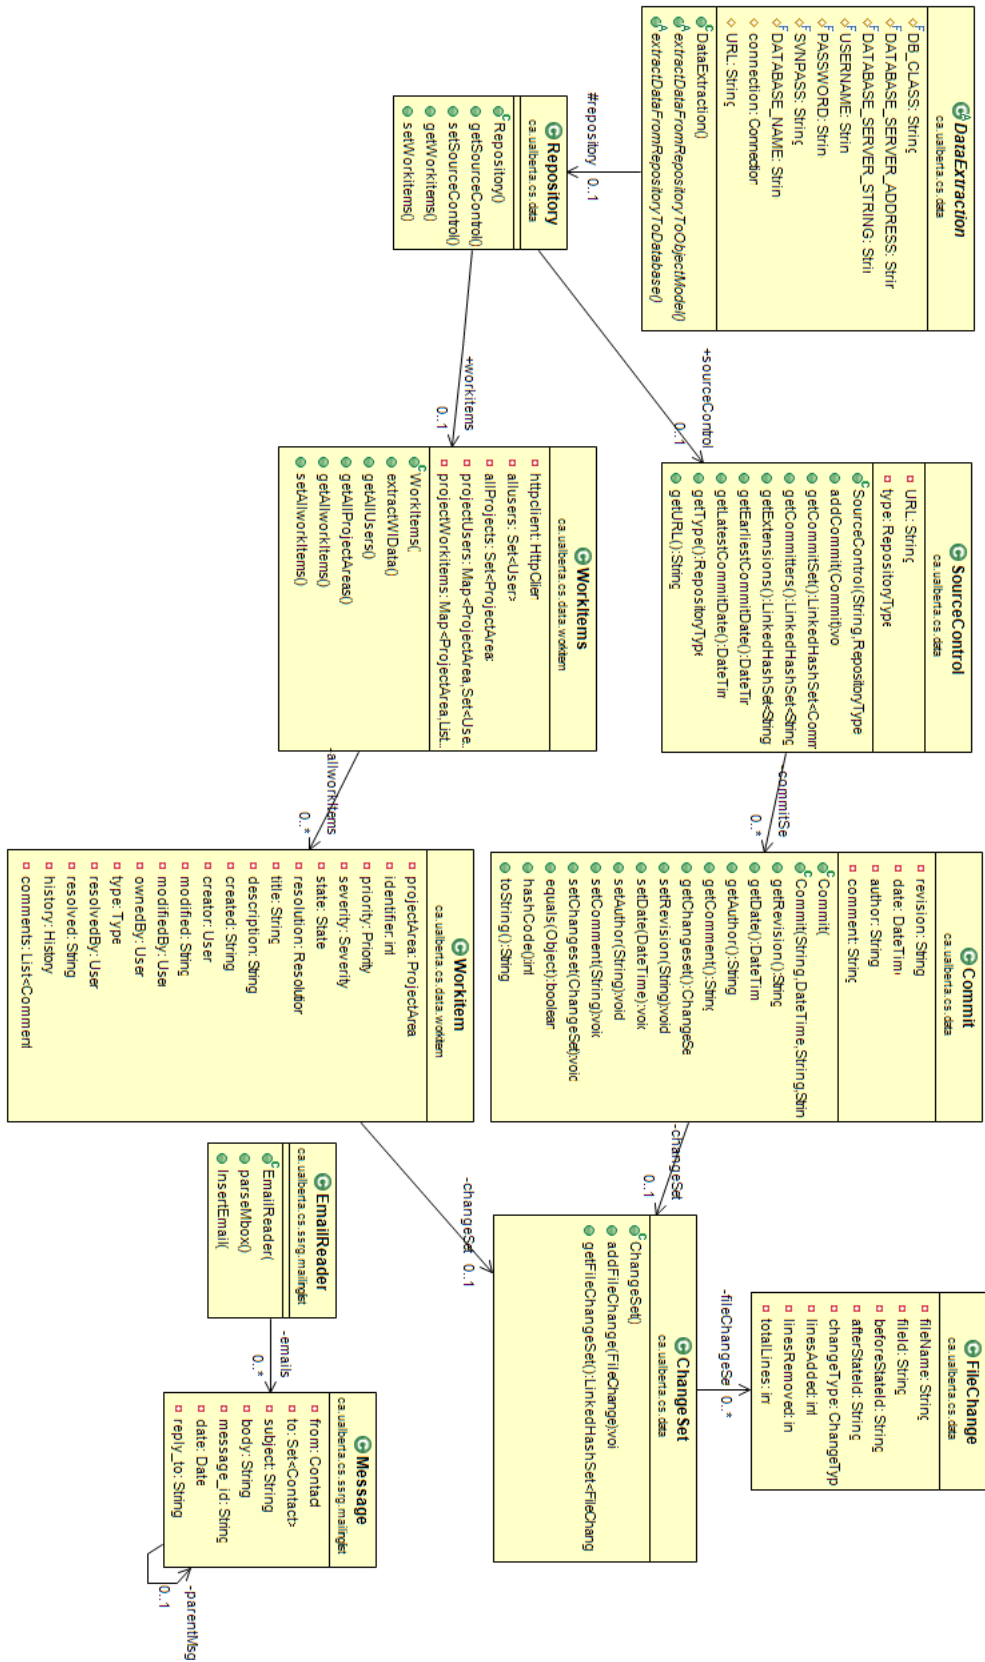 DataExtraction
ca.ualberta.cs.data
DB_CLASS: String
DATABASE_SERVER_ADDRESS: Strir
DATABASE_SERVER_STRING: Strii
USERNAME: Strin
PASSWORD: Strin
SVNPASS: String
DATABASE_NAME: Strin
connection: Connection
URL: String
DataExtraction()
extractDataFromRepositoryToObjectModel()
extractDataFromRepositoryToDatabase()
#repository 0..1
Repository
ca.ualberta.cs.data
Repository()
getSourceControl()
setSourceControl()
getWorkitems()
setWorkitems()
+sourceControl
0..1
+workitems
0..1
SourceControl
ca.ualberta.cs.data
URL: String
type: RepositoryType
SourceControl(String,RepositoryType
addCommit(Commit):vo
getCommitSet():LinkedHashSet<Comm
getCommitters():LinkedHashSet<String
getExtensions():LinkedHashSet<String
getEarliestCommitDate():DateTir
getLatestCommitDate():DateTim
getType():RepositoryType
getURL():String
WorkItems
ca.ualberta.cs.data.workitem
httpclient: HttpClier
allusers: Set<User>
allProjects: Set<ProjectArea:
projectUsers: Map<ProjectArea,Set<Use..
projectWorkitems: Map<ProjectArea,List..
WorkItems(
extractWIData()
getAllUsers()
getAllProjectAreas()
getAllworkItems()
setAllworkItems()
-commitSe
0..*
-allworkItems
0..*
Commit
ca.ualberta.cs.data
revision: String
date: DateTim
author: String
comment: String
Commit(
Commit(String,DateTime,String,Strin
getRevision():String
getDate():DateTim
getAuthor():String
getComment():String
getChangeset():ChangeSe
setRevision(String):void
setDate(DateTime):voic
setAuthor(String):void
setComment(String):voic
setChangeset(ChangeSet):void
equals(Object):boolear
hashCode():int
toString():String
Workitem
ca.ualberta.cs.data.workitem
projectArea: ProjectArea
identifier: int
priority: Priority
severity: Severity
state: State
resolution: Resolutior
title: String
description: String
created: String
creator: User
modified: String
modifiedBy: User
ownedBy: User
type: Type
resolvedBy: User
resolved: String
history: History
comments: List<Comment
-changeSet
0..1
-changeSet 0..1
FileChange
ca.ualberta.cs.data
fileName: String
fileId: String
beforeStateId: String
afterStateId: String
changeType: ChangeTyp
linesAdded: int
linesRemoved: in
totalLines: in
-fileChangeSe 0..*
ChangeSet
ca.ualberta.cs.data
ChangeSet()
addFileChange(FileChange):voi
getFileChangeSet():LinkedHashSet<FileChang
EmailReader
ca.ualberta.cs.ssrg.mailinglist
EmailReader(
parseMbox()
InsertEmail(
-emails
0..*
Message
ca.ualberta.cs.ssrg.mailinglist
from: Contact
to: Set<Contact>
subject: String
body: String
message_id: String
date: Date
reply_to: String
-parentMsg
0..1